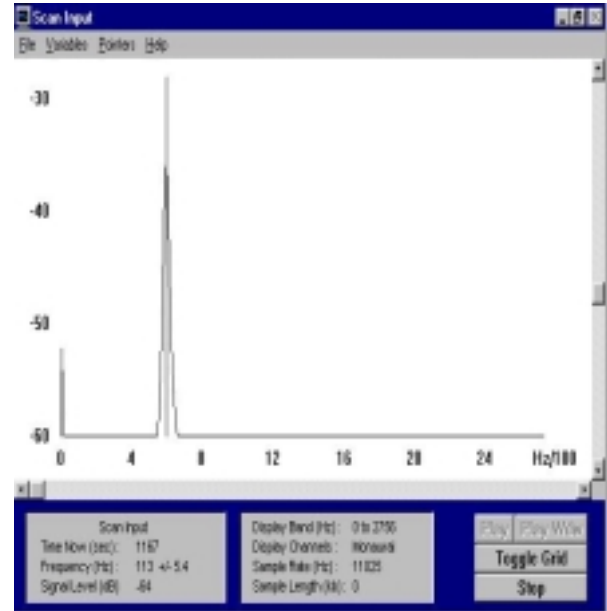 Scan Input
File Variables Pointers Help
-30
-40
-50
-60
0 4 8 12 16 20 24 Hz/100
Scan Input
Time Now (sec): 1167
Frequency (Hz): 113 +/- 5.4
Signal Level (dB): -64
Display Band (Hz): 0 to 2756
Display Channels: Monaural
Sample Rate (Hz): 11025
Sample Length (kb): 0
Play Play Wdw
Toggle Grid
Stop